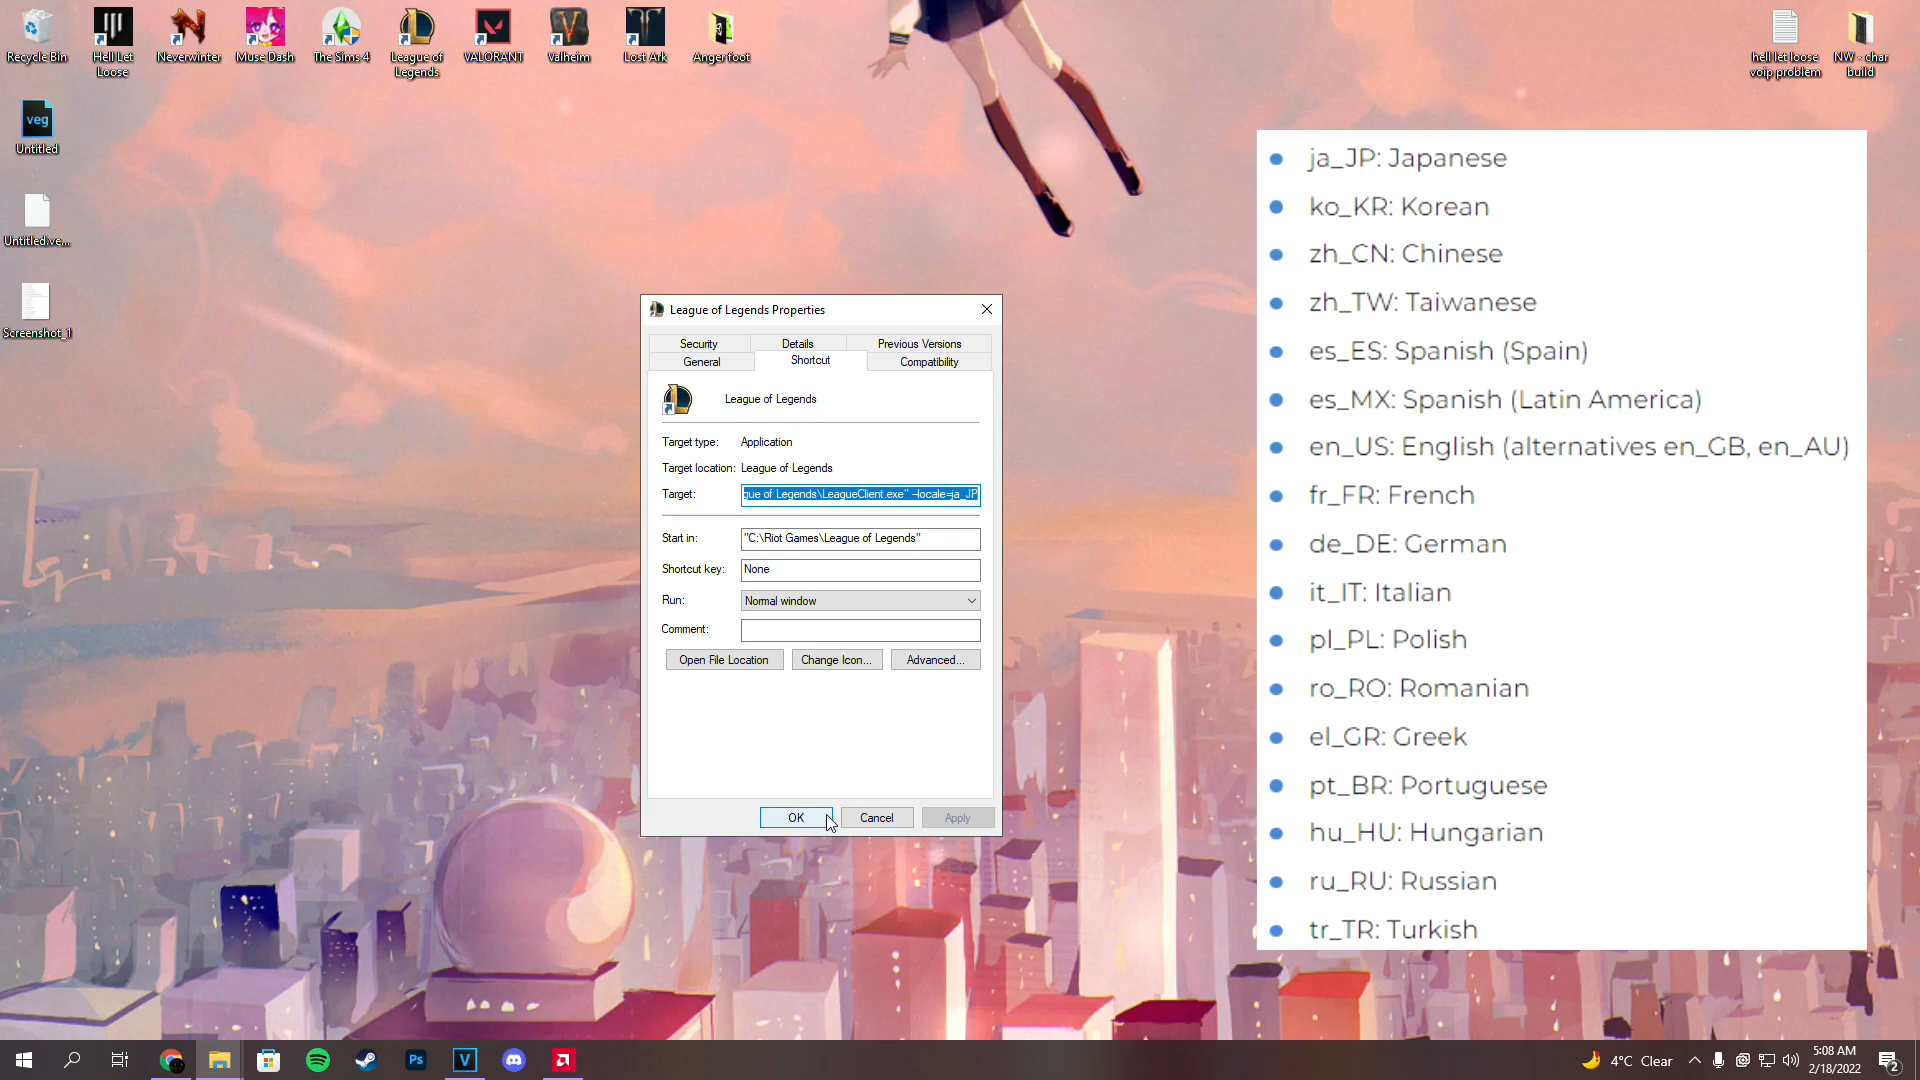 Recycle Bin
Hell Let
Loose
Neverwinter
Muse Dash
The Sims 4
League of
Legends
VALORANT
Valheim
Lost Ark
Anger foot
hell let loose
voip problem
NW - char
build
veg
Untitled
Untitled.ve...
Screenshot_1
League of Legends Properties
Security
Details
Previous Versions
General
Shortcut
Compatibility
League of Legends
Target type:
Application
Target location:
League of Legends
Target:
gue of Legends\LeagueClient.exe" --locale=ja_JP
Start in:
"C:\Riot Games\League of Legends"
Shortcut key:
None
Run:
Normal window
Comment:
Open File Location
Change Icon...
Advanced...
OK
Cancel
Apply
ja_JP: Japanese
ko_KR: Korean
zh_CN: Chinese
zh_TW: Taiwanese
es_ES: Spanish (Spain)
es_MX: Spanish (Latin America)
en_US: English (alternatives en_GB, en_AU)
fr_FR: French
de_DE: German
it_IT: Italian
pl_PL: Polish
ro_RO: Romanian
el_GR: Greek
pt_BR: Portuguese
hu_HU: Hungarian
ru_RU: Russian
tr_TR: Turkish
Ps
V
4°C Clear
5:08 AM
2/18/2022
2